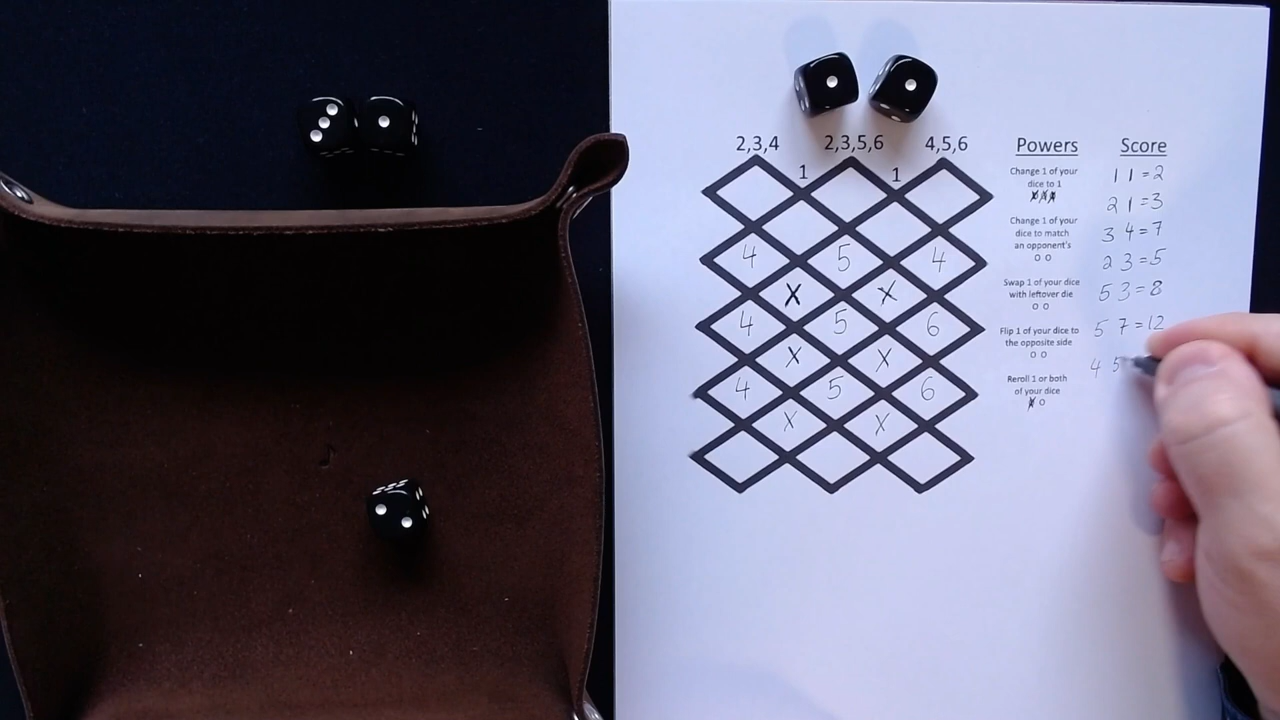 2,3,4 2,3,5,6 4,5,6
1 1
4 5 4
X X
4 5 6
X X
4 5 6
X X
Powers
Change 1 of your
dice to 1
X X X
Change 1 of your
dice to match
an opponent's
O O
Swap 1 of your dice
with leftover die
O O
Flip 1 of your dice to
the opposite side
O O
Reroll 1 or both
of your dice
X O
Score
1 1 = 2
2 1 = 3
3 4 = 7
2 3 = 5
5 3 = 8
5 7 = 12
4 5